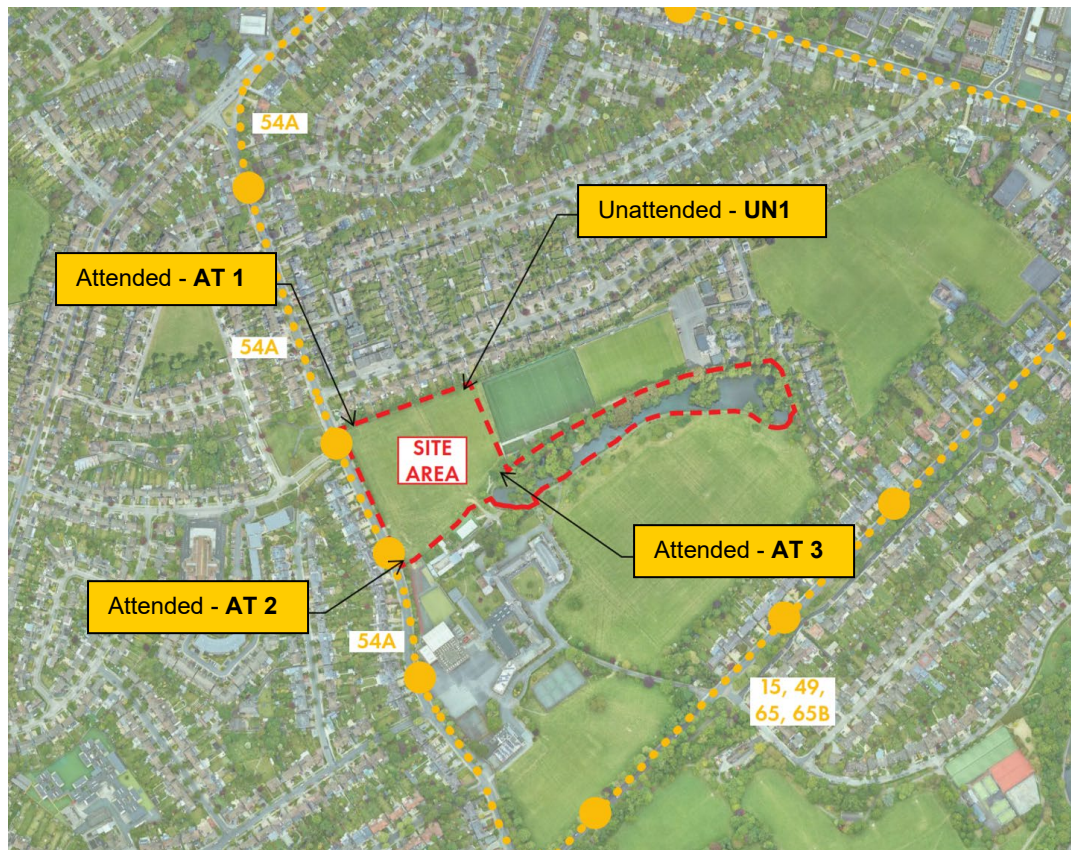 54A
Unattended - UN1
Attended - AT 1
54A
SITE
AREA
Attended - AT 3
Attended - AT 2
54A
15, 49,
65, 65B